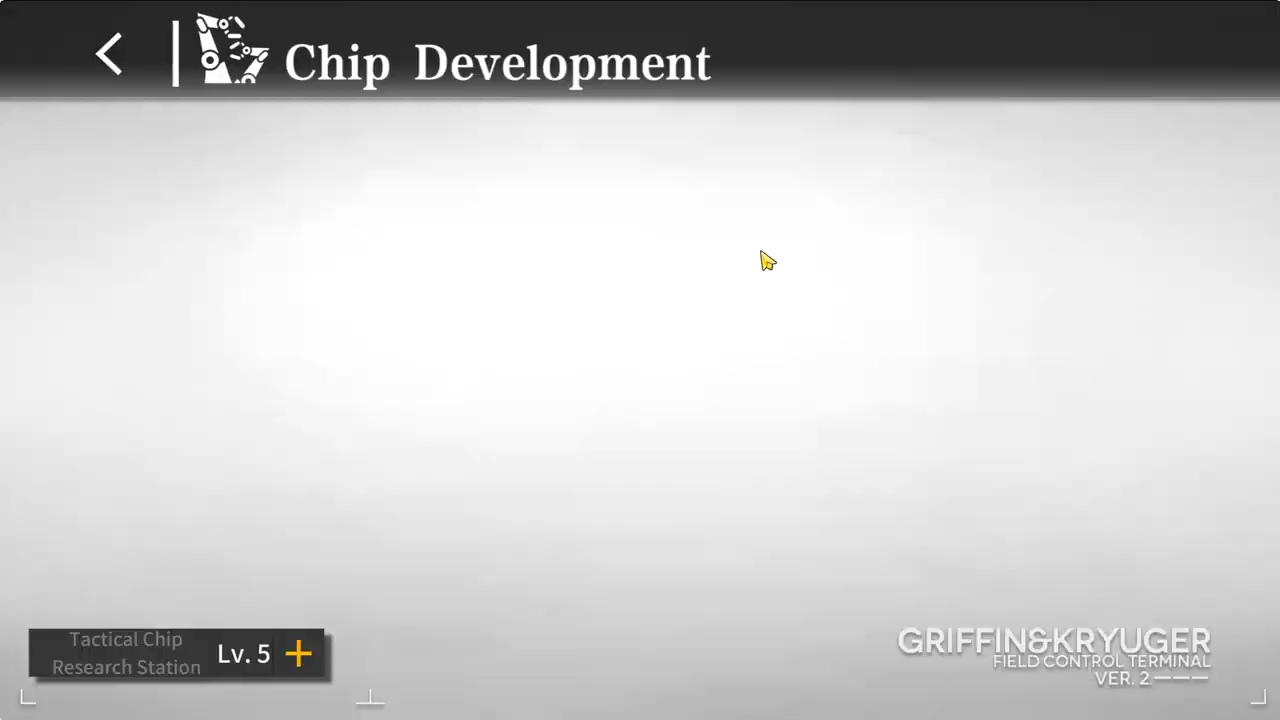 Chip Development
Tactical Chip
Research Station
Lv. 5
GRIFFIN&KRYUGER
FIELD CONTROL TERMINAL
VER. 2